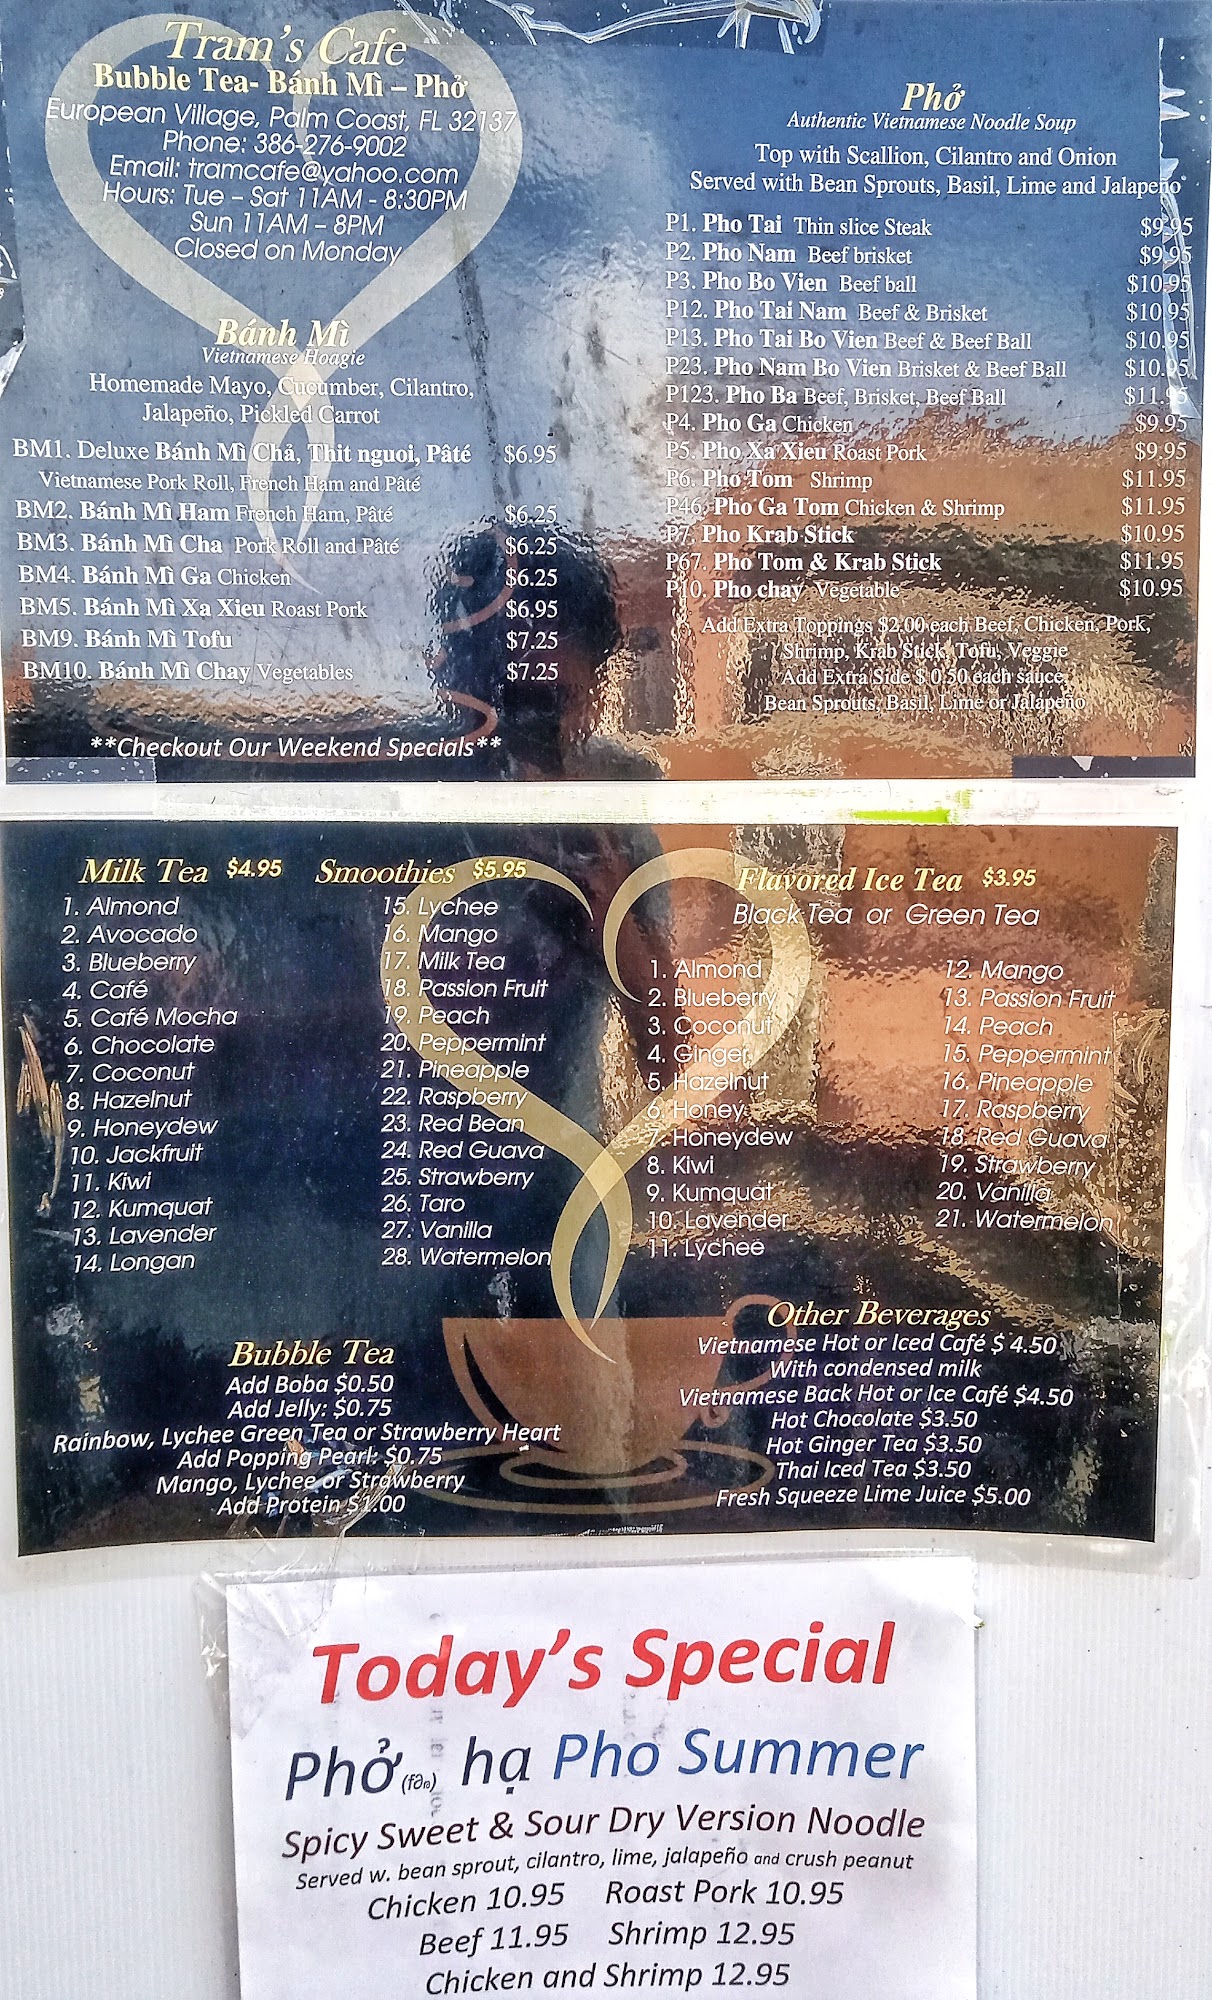 Tram's Cafe
Bubble Tea- Bánh Mì – Phở
European Village, Palm Coast, FL 32137
Phone: 386-276-9002
Email: tramcafe@yahoo.com
Hours: Tue – Sat 11AM - 8:30PM
Sun 11AM – 8PM
Closed on Monday
Bánh Mì
Vietnamese Hoagie
Homemade Mayo, Cucumber, Cilantro,
Jalapeño, Pickled Carrot
BM1. Deluxe Bánh Mì Chả, Thit nguoi, Pâté $6.95
Vietnamese Pork Roll, French Ham and Pâté
BM2. Bánh Mì Ham French Ham, Pâté $6.25
BM3. Bánh Mì Cha Pork Roll and Pâté $6.25
BM4. Bánh Mì Ga Chicken $6.25
BM5. Bánh Mì Xa Xieu Roast Pork $6.95
BM9. Bánh Mì Tofu $7.25
BM10. Bánh Mì Chay Vegetables $7.25
**Checkout Our Weekend Specials**
Phở
Authentic Vietnamese Noodle Soup
Top with Scallion, Cilantro and Onion
Served with Bean Sprouts, Basil, Lime and Jalapeño
P1. Pho Tai Thin slice Steak $9.95
P2. Pho Nam Beef brisket $9.95
P3. Pho Bo Vien Beef ball $10.95
P12. Pho Tai Nam Beef & Brisket $10.95
P13. Pho Tai Bo Vien Beef & Beef Ball $10.95
P23. Pho Nam Bo Vien Brisket & Beef Ball $10.95
P123. Pho Ba Beef, Brisket, Beef Ball $11.95
P4. Pho Ga Chicken $9.95
P5. Pho Xa Xieu Roast Pork $9.95
P6. Pho Tom Shrimp $11.95
P46. Pho Ga Tom Chicken & Shrimp $11.95
P7. Pho Krab Stick $10.95
P67. Pho Tom & Krab Stick $11.95
P10. Pho chay Vegetable $10.95
Add Extra Toppings $2.00 each Beef, Chicken, Pork,
Shrimp, Krab Stick, Tofu, Veggie
Add Extra Side $ 0.50 each sauce,
Bean Sprouts, Basil, Lime or Jalapeño
Milk Tea $4.95 Smoothies $5.95
1. Almond
2. Avocado
3. Blueberry
4. Café
5. Café Mocha
6. Chocolate
7. Coconut
8. Hazelnut
9. Honeydew
10. Jackfruit
11. Kiwi
12. Kumquat
13. Lavender
14. Longan
15. Lychee
16. Mango
17. Milk Tea
18. Passion Fruit
19. Peach
20. Peppermint
21. Pineapple
22. Raspberry
23. Red Bean
24. Red Guava
25. Strawberry
26. Taro
27. Vanilla
28. Watermelon
Bubble Tea
Add Boba $0.50
Add Jelly: $0.75
Rainbow, Lychee Green Tea or Strawberry Heart
Add Popping Pearl: $0.75
Mango, Lychee or Strawberry
Add Protein $1.00
Flavored Ice Tea $3.95
Black Tea or Green Tea
1. Almond
2. Blueberry
3. Coconut
4. Ginger
5. Hazelnut
6. Honey
7. Honeydew
8. Kiwi
9. Kumquat
10. Lavender
11. Lychee
12. Mango
13. Passion Fruit
14. Peach
15. Peppermint
16. Pineapple
17. Raspberry
18. Red Guava
19. Strawberry
20. Vanilla
21. Watermelon
Other Beverages
Vietnamese Hot or Iced Café $ 4.50
With condensed milk
Vietnamese Back Hot or Ice Café $4.50
Hot Chocolate $3.50
Hot Ginger Tea $3.50
Thai Iced Tea $3.50
Fresh Squeeze Lime Juice $5.00
Today's Special
Phở (fən) hạ Pho Summer
Spicy Sweet & Sour Dry Version Noodle
Served w. bean sprout, cilantro, lime, jalapeño and crush peanut
Chicken 10.95 Roast Pork 10.95
Beef 11.95 Shrimp 12.95
Chicken and Shrimp 12.95